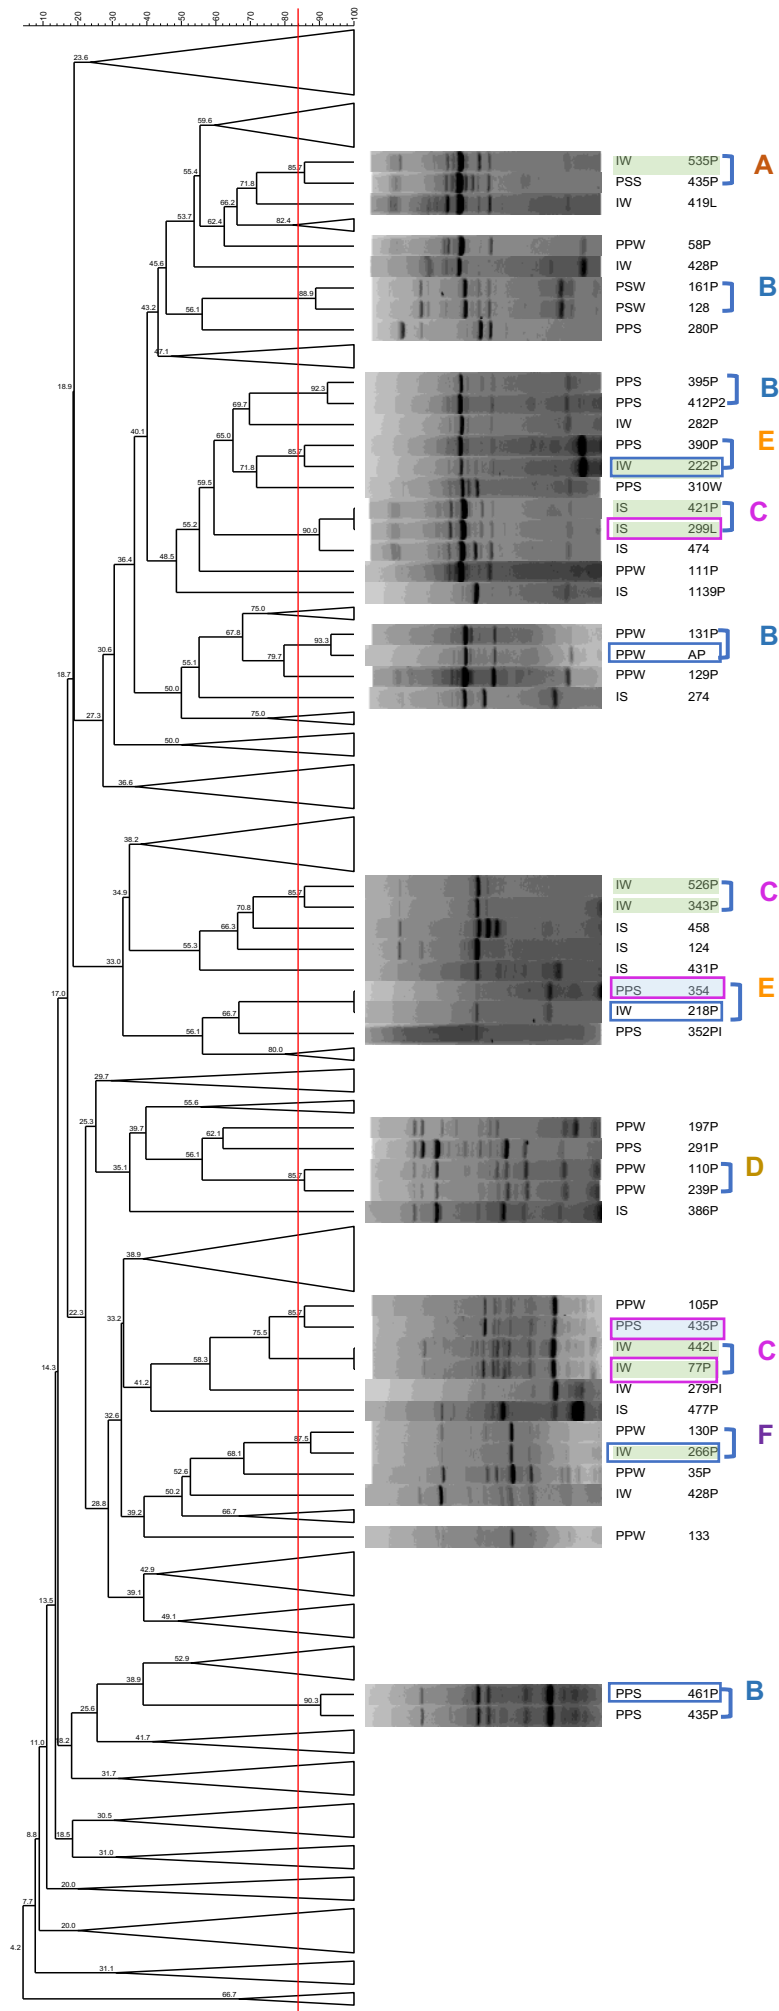 10 20 30 40 50 60 70 80 90 100
23.6
59.6
IW 535P A
55.4 85.7
PSS 435P
71.8
66.2 IW 419L
53.7 62.4 82.4
PPW 58P
45.6 IW 428P
PSW 161P B
88.9
43.2 56.1 PSW 128
PPS 280P
47.1
18.9 PPS 395P B
92.3
69.7 PPS 412P2
IW 282P
40.1 65.0 PPS 390P E
85.7
71.8 IW 222P
59.5 PPS 310W
IS 421P C
55.2 90.0 IS 299L
36.4 48.5 IS 474
PPW 111P
IS 1139P
75.0
67.8 PPW 131P B
93.3
30.6 55.1 79.7 PPW AP
18.7 PPW 129P
50.0 IS 274
27.3 75.0
50.0
36.6
38.2
IW 526P C
34.9 85.7
70.8 IW 343P
66.3 IS 458
55.3 IS 124
33.0 IS 431P
17.0 PPS 354 E
66.7 IW 218P
56.1 PPS 352PI
80.0
29.7
55.6
25.3 39.7 62.1 PPW 197P
56.1 PPS 291P
35.1 85.7 PPW 110P D
PPW 239P
IS 386P
38.9
22.3 85.7 PPW 105P
33.2 75.5 PPS 435P
IW 442L C
14.3 58.3 IW 77P
41.2 IW 279PI
32.6 IS 477P
87.5 PPW 130P F
68.1 IW 266P
52.6 PPW 35P
50.2 IW 428P
28.8 39.2 66.7
PPW 133
42.9
39.1
13.5 49.1
52.9
38.9 PPS 461P B
90.3
25.6 PPS 435P
11.0 18.2 41.7
31.7
30.5
8.8 18.5
31.0
20.0
7.7
20.0
4.2
31.1
66.7